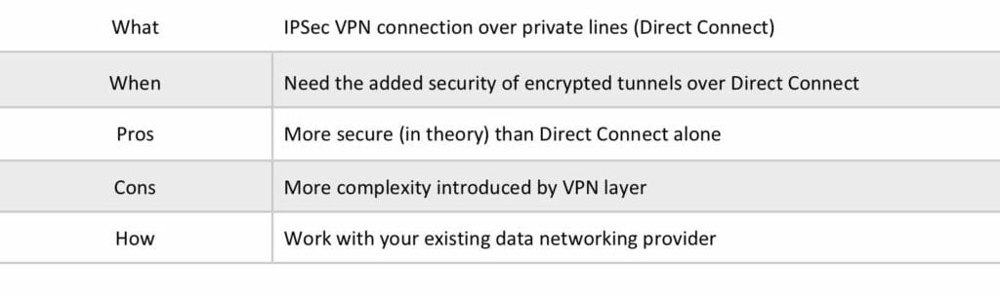 What IPSec VPN connection over private lines (Direct Connect)
When Need the added security of encrypted tunnels over Direct Connect
Pros More secure (in theory) than Direct Connect alone
Cons More complexity introduced by VPN layer
How Work with your existing data networking provider